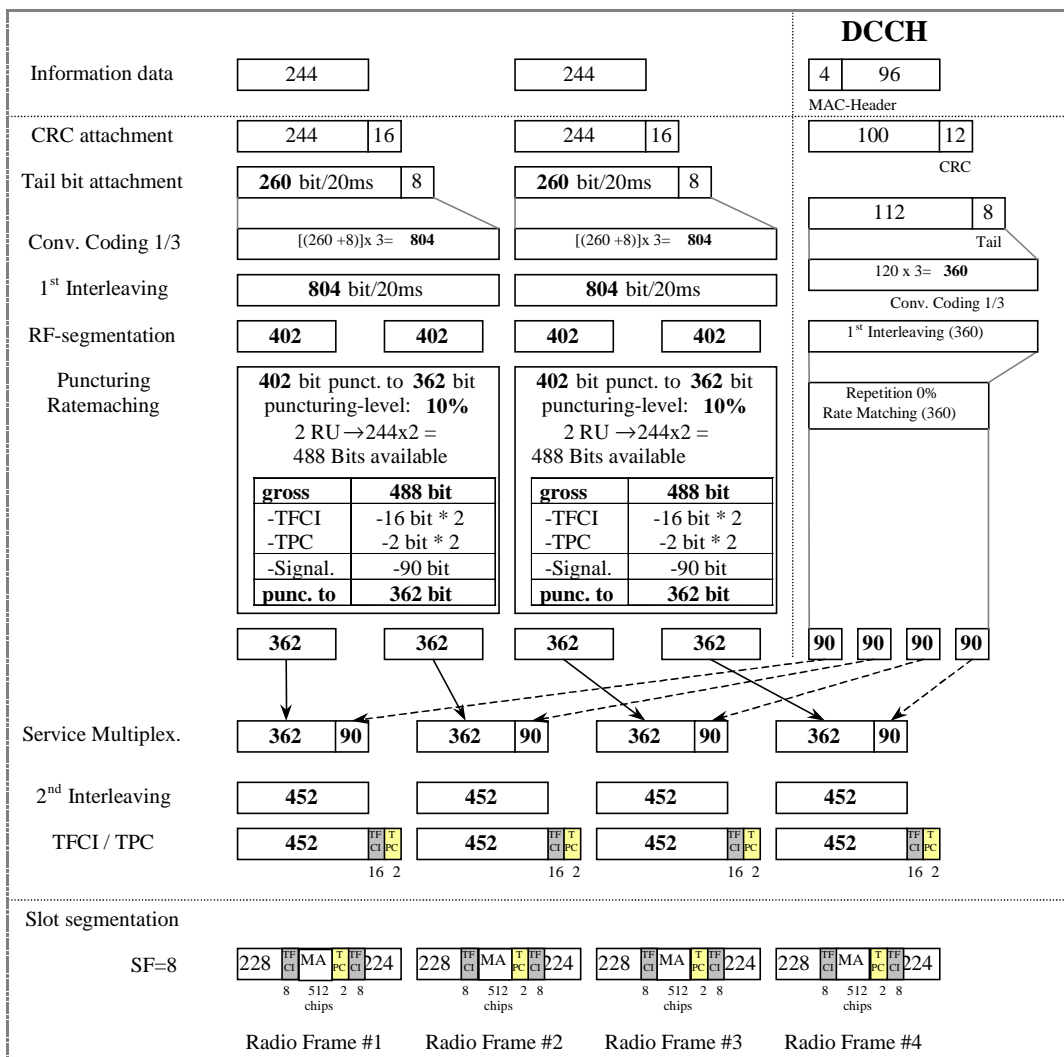 DCCH
Information data 244 244 4 96
MAC-Header
CRC attachment 244 16 244 16 100 12
CRC
Tail bit attachment 260 bit/20ms 8 260 bit/20ms 8
112 8
Tail
Conv. Coding 1/3 [(260 +8)]x 3= 804 [(260 +8)]x 3= 804
120 x 3= 360
Conv. Coding 1/3
1st Interleaving 804 bit/20ms 804 bit/20ms
RF-segmentation 402 402 402 402 1st Interleaving (360)
Puncturing
Ratemaching
402 bit punct. to 362 bit
puncturing-level: 10%
2 RU →244x2 =
488 Bits available
gross 488 bit
-TFCI -16 bit * 2
-TPC -2 bit * 2
-Signal. -90 bit
punc. to 362 bit
402 bit punct. to 362 bit
puncturing-level: 10%
2 RU →244x2 =
488 Bits available
gross 488 bit
-TFCI -16 bit * 2
-TPC -2 bit * 2
-Signal. -90 bit
punc. to 362 bit
Repetition 0%
Rate Matching (360)
362 362 362 362 90 90 90 90
Service Multiplex. 362 90 362 90 362 90 362 90
2nd Interleaving 452 452 452 452
TFCI / TPC 452 TF CI T PC 452 TF CI T PC 452 TF CI T PC 452 TF CI T PC
16 2 16 2 16 2 16 2
Slot segmentation
SF=8 228 TF CI MA T PC TF CI 224 228 TF CI MA T PC TF CI 224 228 TF CI MA T PC TF CI 224 228 TF CI MA T PC TF CI 224
8 512 2 8 8 512 2 8 8 512 2 8 8 512 2 8
chips chips chips chips
Radio Frame #1 Radio Frame #2 Radio Frame #3 Radio Frame #4